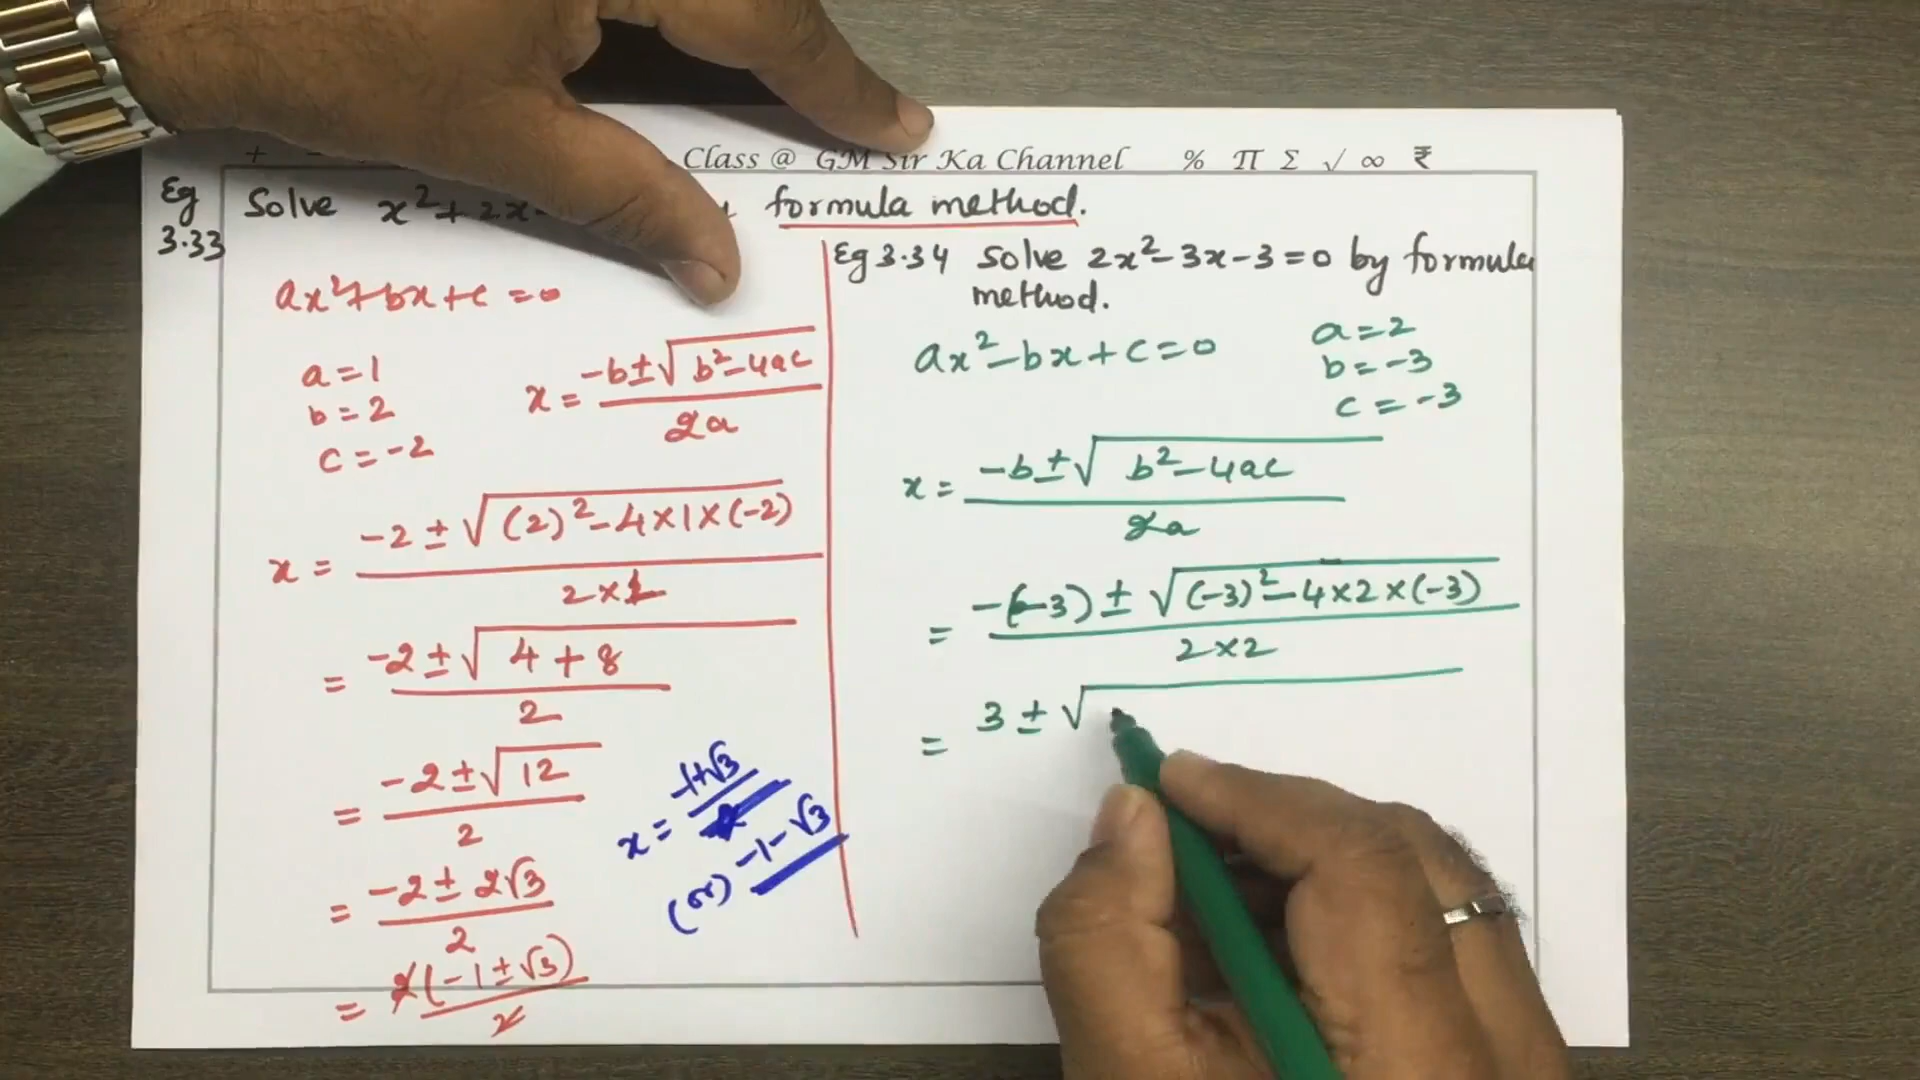 Class @ GM Sir Ka Channel % Π Σ √ ∞ ₹
Eg 3.33 Solve x²+2x- formula method.
ax²+bx+c=0
a=1
b=2
c=-2
x = (-b±√(b²-4ac))/2a
x = (-2±√((2)²-4×1×(-2)))/(2×1)
= (-2±√(4+8))/2
= (-2±√12)/2
= (-2±2√3)/2
= 2(-1±√3)/2
x = -1+√3
(or) -1-√3
Eg 3.34 Solve 2x²-3x-3=0 by formula
method.
ax²-bx+c=0
a=2
b=-3
c=-3
x = (-b±√(b²-4ac))/2a
= (-(-3)±√((-3)²-4×2×(-3)))/(2×2)
= 3±√